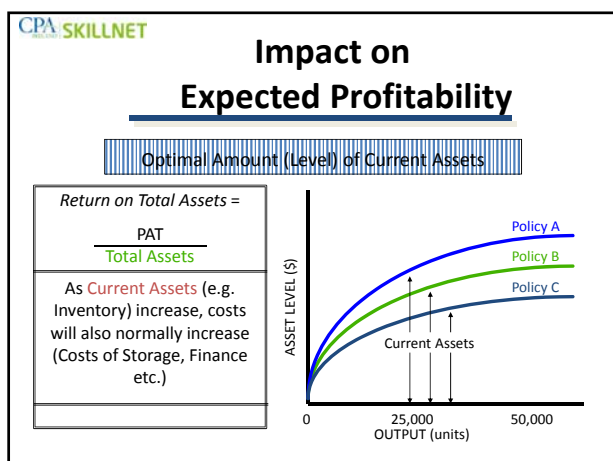 CPA SKILLNET
IRELAND
Impact on
Expected Profitability
Optimal Amount (Level) of Current Assets
Return on Total Assets =
PAT
Total Assets
As Current Assets (e.g.
Inventory) increase, costs
will also normally increase
(Costs of Storage, Finance
etc.)
ASSET LEVEL ($)
Policy A
Policy B
Policy C
Current Assets
0 25,000 50,000
OUTPUT (units)